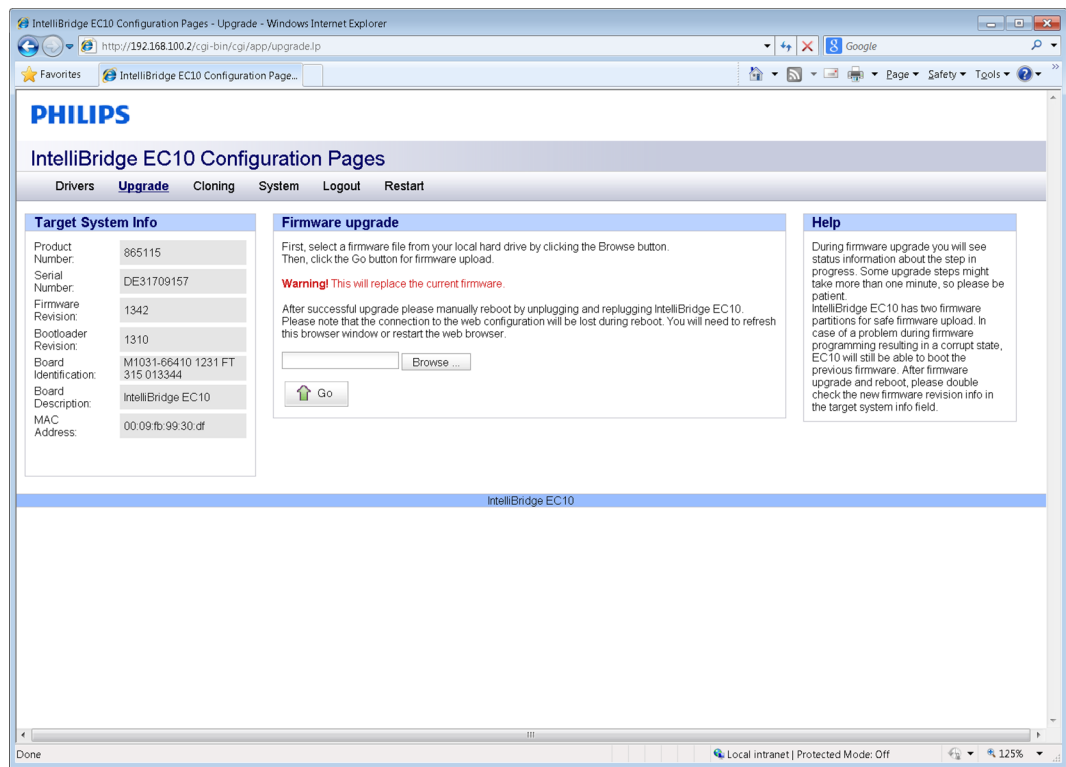 IntelliBridge EC10 Configuration Pages - Upgrade - Windows Internet Explorer
http://192.168.100.2/cgi-bin/cgi/app/upgrade.lp
Google
Favorites
IntelliBridge EC10 Configuration Page...
Page
Safety
Tools
PHILIPS
IntelliBridge EC10 Configuration Pages
Drivers Upgrade Cloning System Logout Restart
Target System Info
Product
Number:
865115
Serial
Number:
DE31709157
Firmware
Revision:
1342
Bootloader
Revision:
1310
Board
Identification:
M1031-66410 1231 FT
315 013344
Board
Description:
IntelliBridge EC10
MAC
Address:
00:09:fb:99:30:df
Firmware upgrade
First, select a firmware file from your local hard drive by clicking the Browse button.
Then, click the Go button for firmware upload.
Warning! This will replace the current firmware.
After successful upgrade please manually reboot by unplugging and replugging IntelliBridge EC10.
Please note that the connection to the web configuration will be lost during reboot. You will need to refresh
this browser window or restart the web browser.
Browse ...
Go
Help
During firmware upgrade you will see
status information about the step in
progress. Some upgrade steps might
take more than one minute, so please be
patient.
IntelliBridge EC10 has two firmware
partitions for safe firmware upload. In
case of a problem during firmware
programming resulting in a corrupt state,
EC10 will still be able to boot the
previous firmware. After firmware
upgrade and reboot, please double
check the new firmware revision info in
the target system info field.
IntelliBridge EC10
Done
Local intranet | Protected Mode: Off
125%